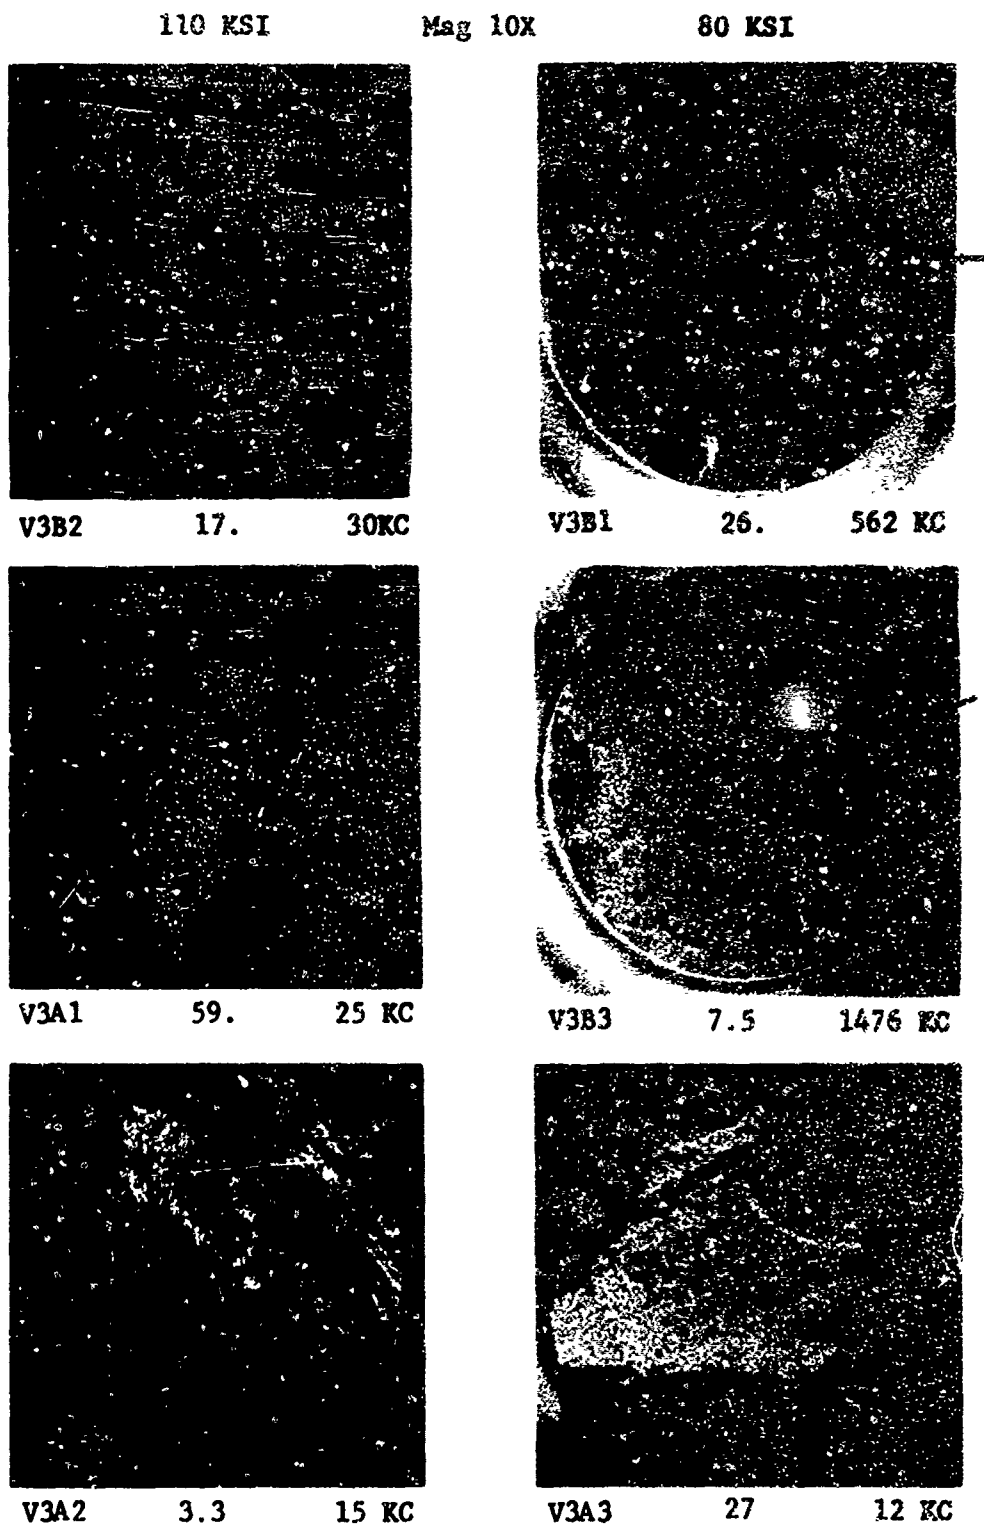 110 KSI Mag 10X 80 KSI
V3B2 17. 30KC V3B1 26. 562 KC
V3A1 59. 25 KC V3B3 7.5 1476 KC
V3A2 3.3 15 KC V3A3 27 12 KC